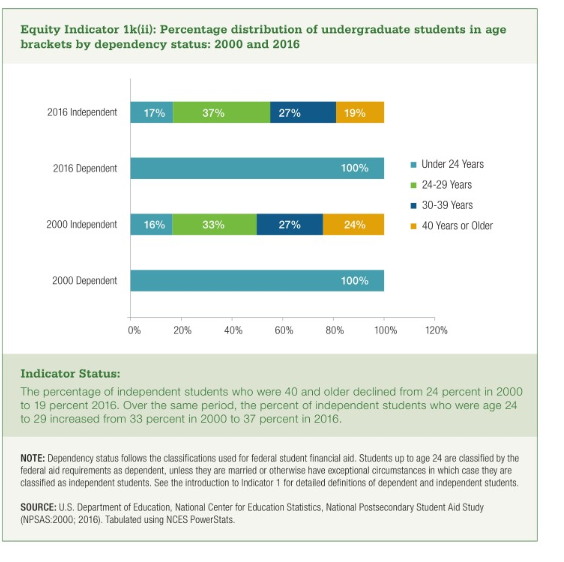 Equity Indicator 1k(ii): Percentage distribution of undergraduate students in age
brackets by dependency status: 2000 and 2016
2016 Independent
17%
37%
27%
19%
2016 Dependent
100%
2000 Independent
16%
33%
27%
24%
2000 Dependent
100%
Under 24 Years
24-29 Years
30-39 Years
40 Years or Older
0%
20%
40%
60%
80%
100%
120%
Indicator Status:
The percentage of independent students who were 40 and older declined from 24 percent in 2000
to 19 percent 2016. Over the same period, the percent of independent students who were age 24
to 29 increased from 33 percent in 2000 to 37 percent in 2016.
NOTE: Dependency status follows the classifications used for federal student financial aid. Students up to age 24 are classified by the
federal aid requirements as dependent, unless they are married or otherwise have exceptional circumstances in which case they are
classified as independent students. See the introduction to Indicator 1 for detailed definitions of dependent and independent students.
SOURCE: U.S. Department of Education, National Center for Education Statistics, National Postsecondary Student Aid Study
(NPSAS:2000; 2016). Tabulated using NCES PowerStats.